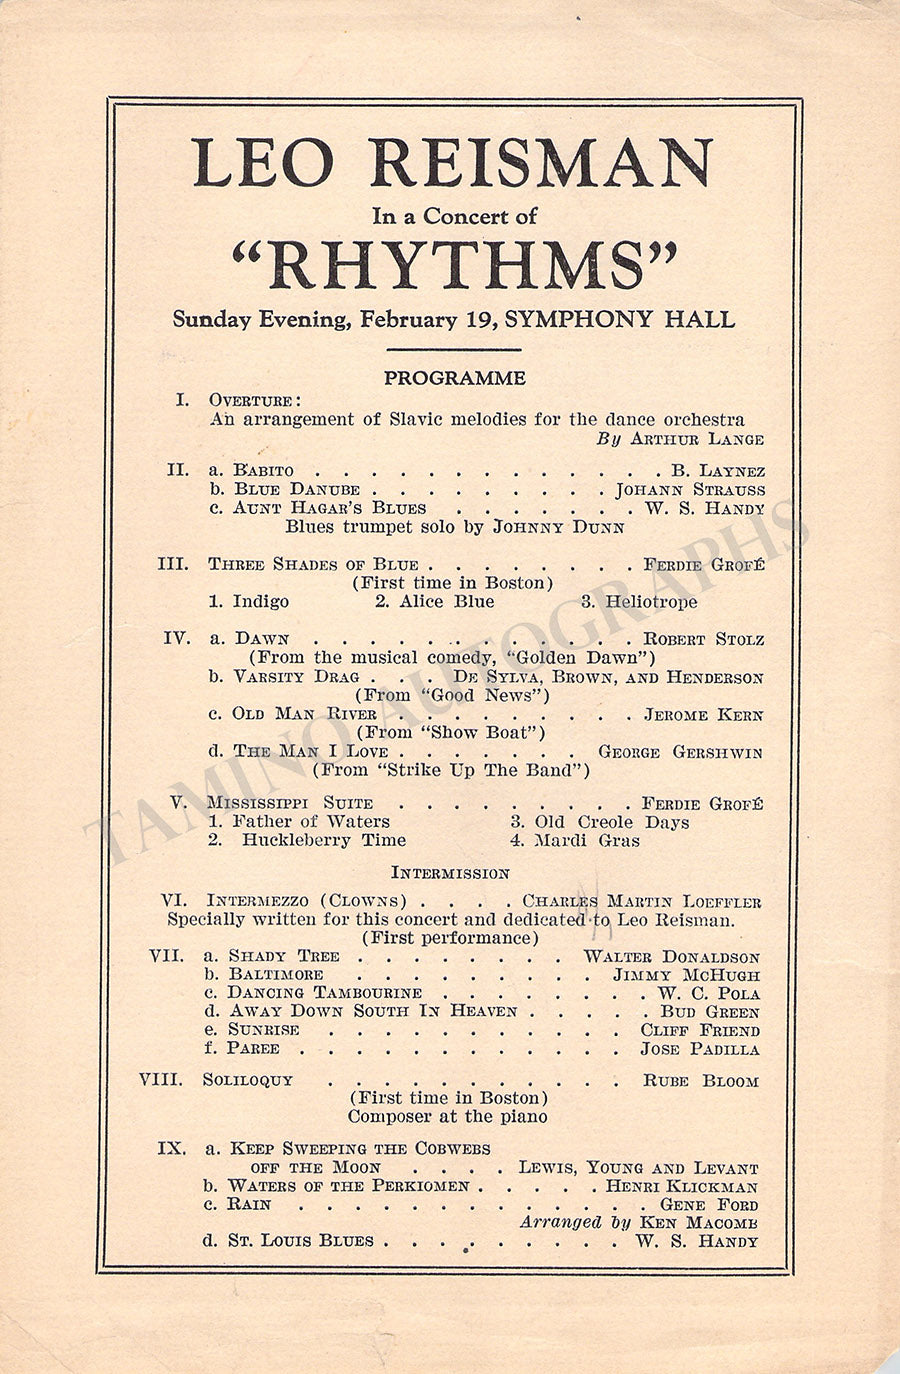 LEO REISMAN
In a Concert of
“RHYTHMS”
Sunday Evening, February 19, SYMPHONY HALL
PROGRAMME
I. OVERTURE:
An arrangement of Slavic melodies for the dance orchestra
By ARTHUR LANGE
II. a. BABITO . . . . . . . . . . . . . B. LAYNEZ
b. BLUE DANUBE . . . . . . . . . JOHANN STRAUSS
c. AUNT HAGAR'S BLUES . . . . . . . W. S. HANDY
Blues trumpet solo by JOHNNY DUNN
III. THREE SHADES OF BLUE . . . . . . . . FERDIE GROFÉ
(First time in Boston)
1. Indigo 2. Alice Blue 3. Heliotrope
IV. a. DAWN . . . . . . . . . . . . ROBERT STOLZ
(From the musical comedy, “Golden Dawn”)
b. VARSITY DRAG . . . DE SYLVA, BROWN, AND HENDERSON
(From “Good News”)
c. OLD MAN RIVER . . . . . . . . . JEROME KERN
(From “Show Boat”)
d. THE MAN I LOVE . . . . . . . GEORGE GERSHWIN
(From “Strike Up The Band”)
V. MISSISSIPPI SUITE . . . . . . . . . FERDIE GROFÉ
1. Father of Waters 3. Old Creole Days
2. Huckleberry Time 4. Mardi Gras
INTERMISSION
VI. INTERMEZZO (CLOWNS) . . . . CHARLES MARTIN LOEFFLER
Specially written for this concert and dedicated to Leo Reisman.
(First performance)
VII. a. SHADY TREE . . . . . . . . . WALTER DONALDSON
b. BALTIMORE . . . . . . . . . . JIMMY MCHUGH
c. DANCING TAMBOURINE . . . . . . . . W. C. POLA
d. AWAY DOWN SOUTH IN HEAVEN . . . . . BUD GREEN
e. SUNRISE . . . . . . . . . . . CLIFF FRIEND
f. PAREE . . . . . . . . . . . . JOSE PADILLA
VIII. SOLILOQUY . . . . . . . . . . . RUBE BLOOM
(First time in Boston)
Composer at the piano
IX. a. KEEP SWEEPING THE COBWEBS
OFF THE MOON . . . . LEWIS, YOUNG AND LEVANT
b. WATERS OF THE PERKIOMEN . . . . . HENRI KLICKMAN
c. RAIN . . . . . . . . . . . . . GENE FORD
Arranged by KEN MACOMB
d. ST. LOUIS BLUES . . . . . . . . . W. S. HANDY
TAMINO AUTOGRAPHS